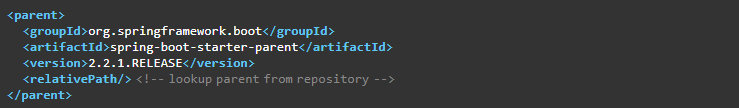 <parent>
<groupId>org.springframework.boot</groupId>
<artifactId>spring-boot-starter-parent</artifactId>
<version>2.2.1.RELEASE</version>
<relativePath/> <!-- lookup parent from repository -->
</parent>